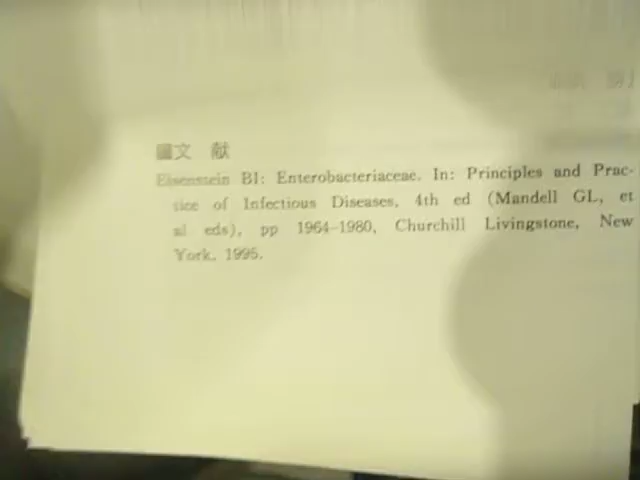 文 献
Eisenstein BI: Enterobacteriaceae. In: Principles and Prac-
tice of Infectious Diseases, 4th ed (Mandell GL, et
al eds), pp 1964-1980, Churchill Livingstone, New
York, 1995.